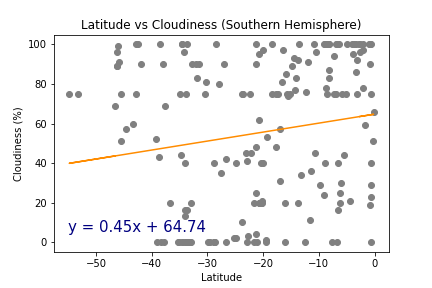 Latitude vs Cloudiness (Southern Hemisphere)
100
80
60
40
20
0
Cloudiness (%)
y = 0.45x + 64.74
−50 −40 −30 −20 −10 0
Latitude